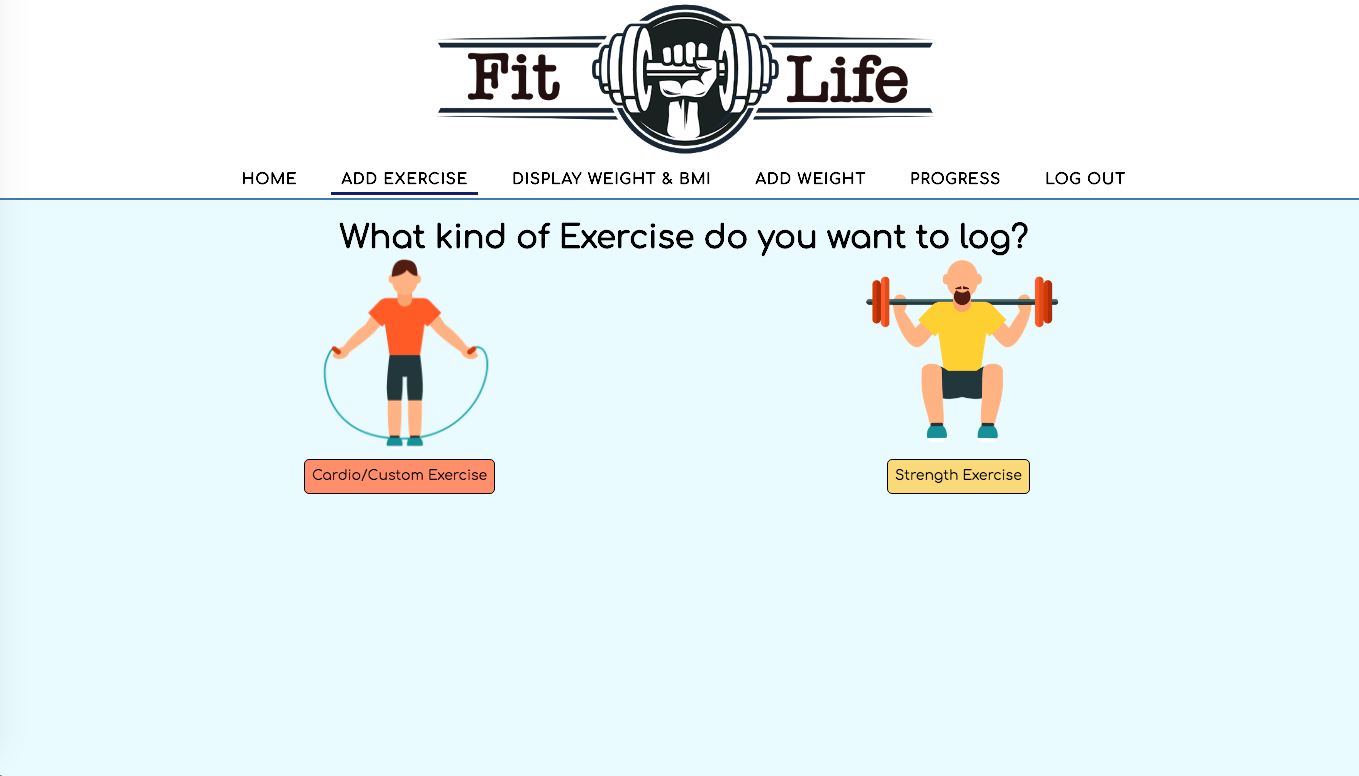 Fit Life
HOME ADD EXERCISE DISPLAY WEIGHT & BMI ADD WEIGHT PROGRESS LOG OUT
What kind of Exercise do you want to log?
Cardio/Custom Exercise Strength Exercise